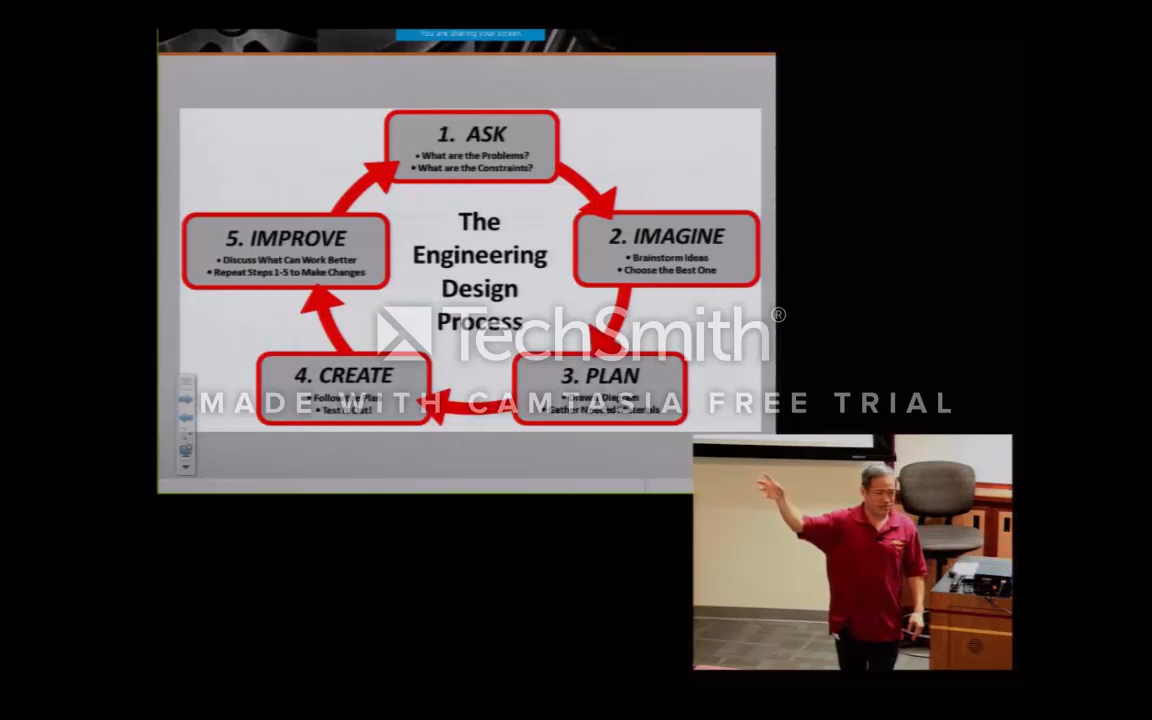 You are sharing your screen
1. ASK
• What are the Problems?
• What are the Constraints?
The
Engineering
Design
Process
2. IMAGINE
• Brainstorm Ideas
• Choose the Best One
5. IMPROVE
• Discuss What Can Work Better
• Repeat Steps 1-5 to Make Changes
TechSmith®
4. CREATE
• Follow the Plan
• Test it Out!
3. PLAN
• Draw a Diagram
• Gather Needed Materials
MADE WITH CAMTASIA FREE TRIAL